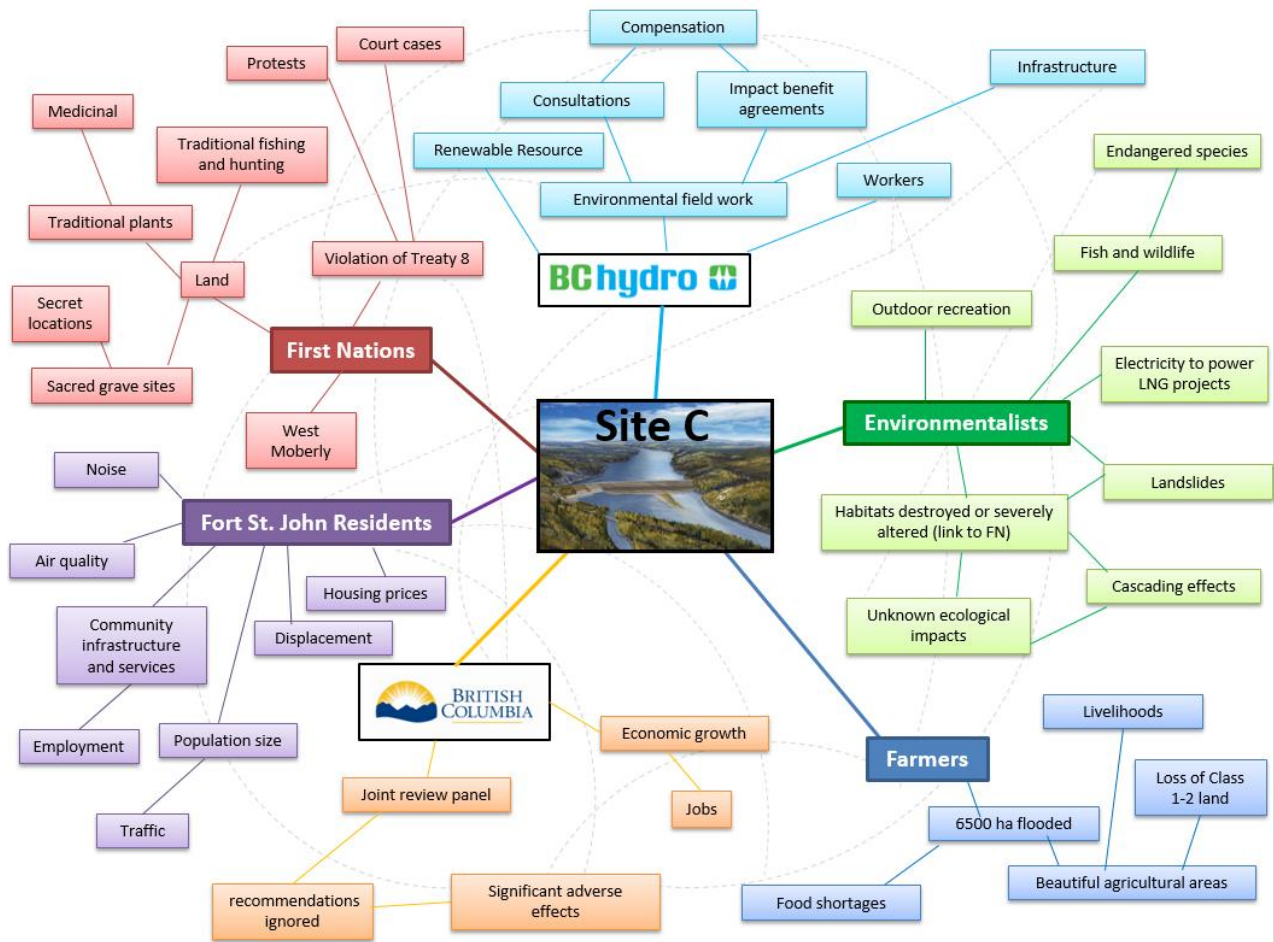 Site C
First Nations
Violation of Treaty 8
Protests
Court cases
Land
Traditional fishing
and hunting
Traditional plants
Medicinal
Sacred grave sites
Secret
locations
West
Moberly
BC hydro
Renewable Resource
Environmental field work
Consultations
Impact benefit
agreements
Compensation
Infrastructure
Workers
Environmentalists
Outdoor recreation
Fish and wildlife
Endangered species
Electricity to power
LNG projects
Landslides
Habitats destroyed or severely
altered (link to FN)
Cascading effects
Unknown ecological
impacts
Farmers
6500 ha flooded
Food shortages
Beautiful agricultural areas
Livelihoods
Loss of Class
1-2 land
BRITISH
COLUMBIA
Economic growth
Jobs
Joint review panel
recommendations
ignored
Significant adverse
effects
Fort St. John Residents
Noise
Air quality
Community
infrastructure
and services
Employment
Population size
Traffic
Displacement
Housing prices